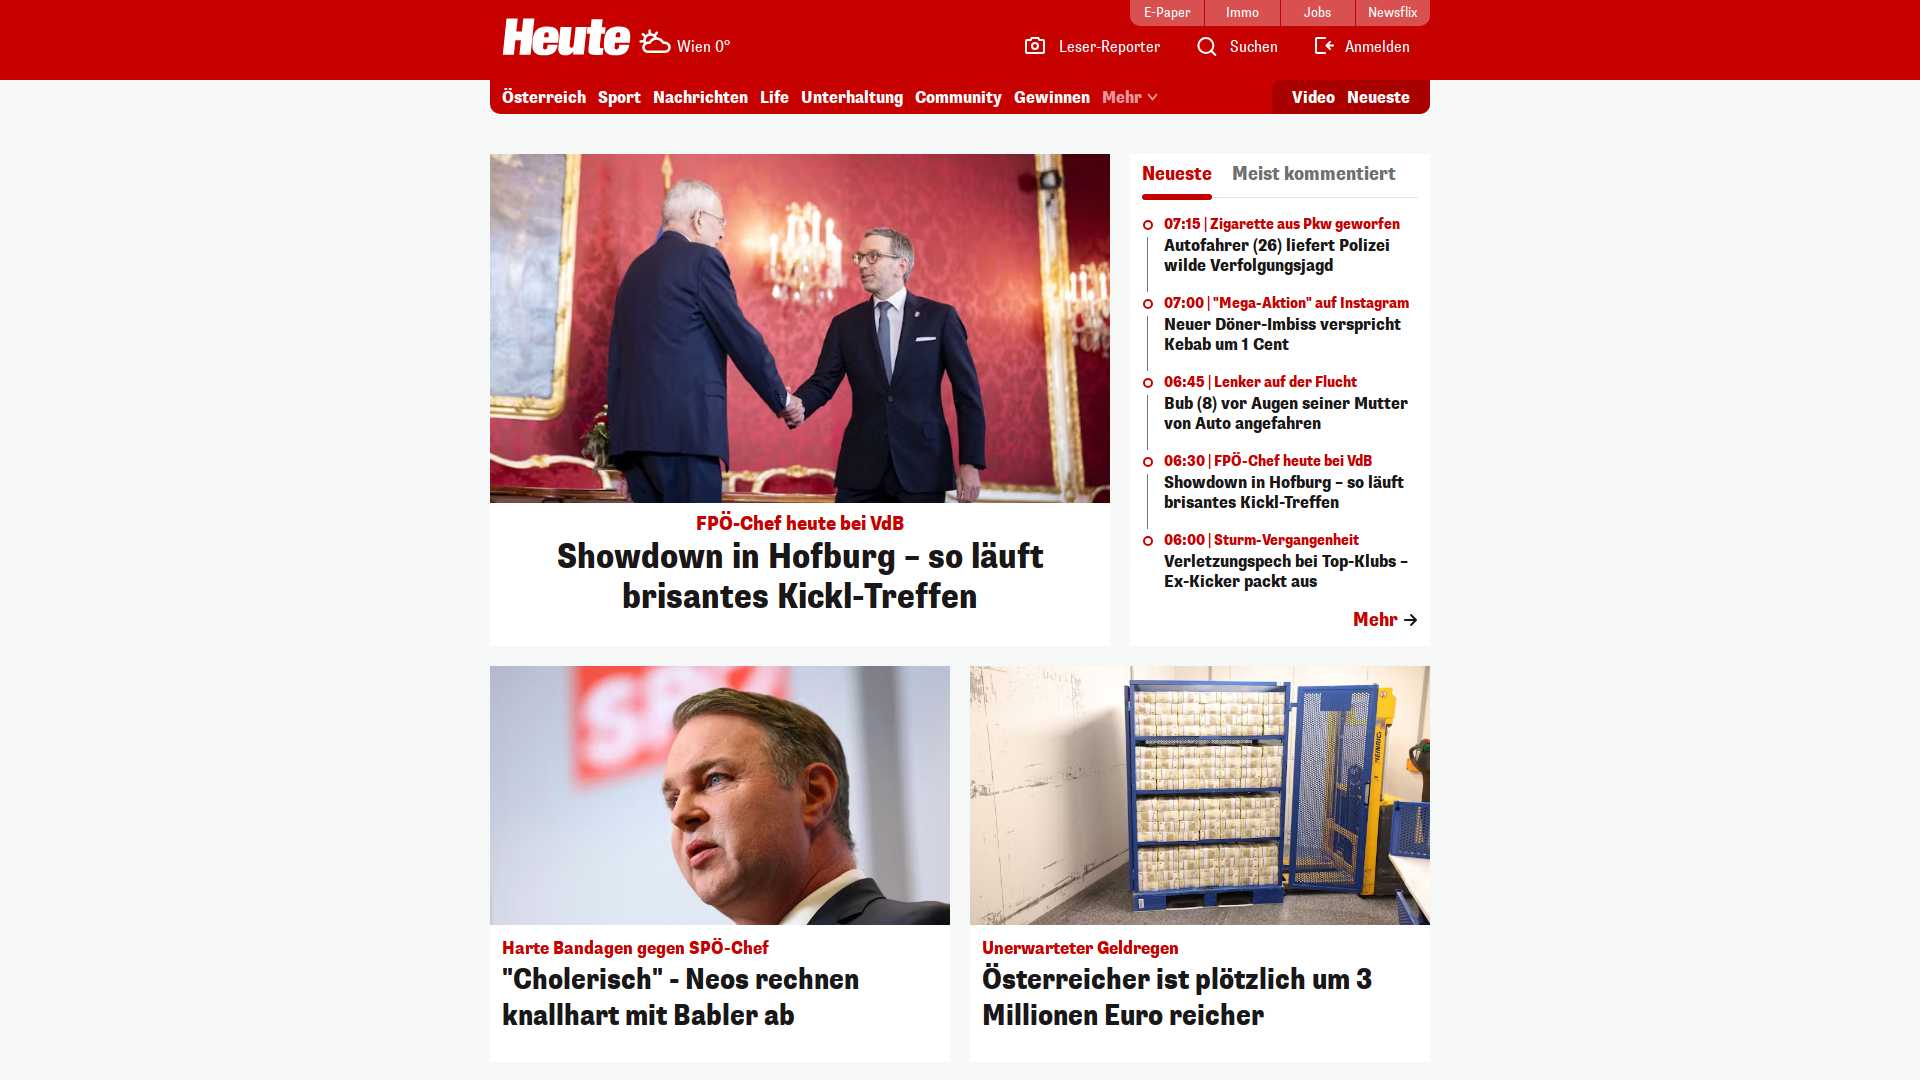 E-Paper
Immo
Jobs
Newsflix
Heute
Wien 0°
Leser-Reporter
Suchen
Anmelden
Österreich
Sport
Nachrichten
Life
Unterhaltung
Community
Gewinnen
Mehr
Video
Neueste
FPÖ-Chef heute bei VdB
Showdown in Hofburg – so läuft
brisantes Kickl-Treffen
Neueste
Meist kommentiert
07:15 | Zigarette aus Pkw geworfen
Autofahrer (26) liefert Polizei
wilde Verfolgungsjagd
07:00 | "Mega-Aktion" auf Instagram
Neuer Döner-Imbiss verspricht
Kebab um 1 Cent
06:45 | Lenker auf der Flucht
Bub (8) vor Augen seiner Mutter
von Auto angefahren
06:30 | FPÖ-Chef heute bei VdB
Showdown in Hofburg – so läuft
brisantes Kickl-Treffen
06:00 | Sturm-Vergangenheit
Verletzungspech bei Top-Klubs –
Ex-Kicker packt aus
Mehr
SPÖ
Harte Bandagen gegen SPÖ-Chef
"Cholerisch" - Neos rechnen
knallhart mit Babler ab
Unerwarteter Geldregen
Österreicher ist plötzlich um 3
Millionen Euro reicher